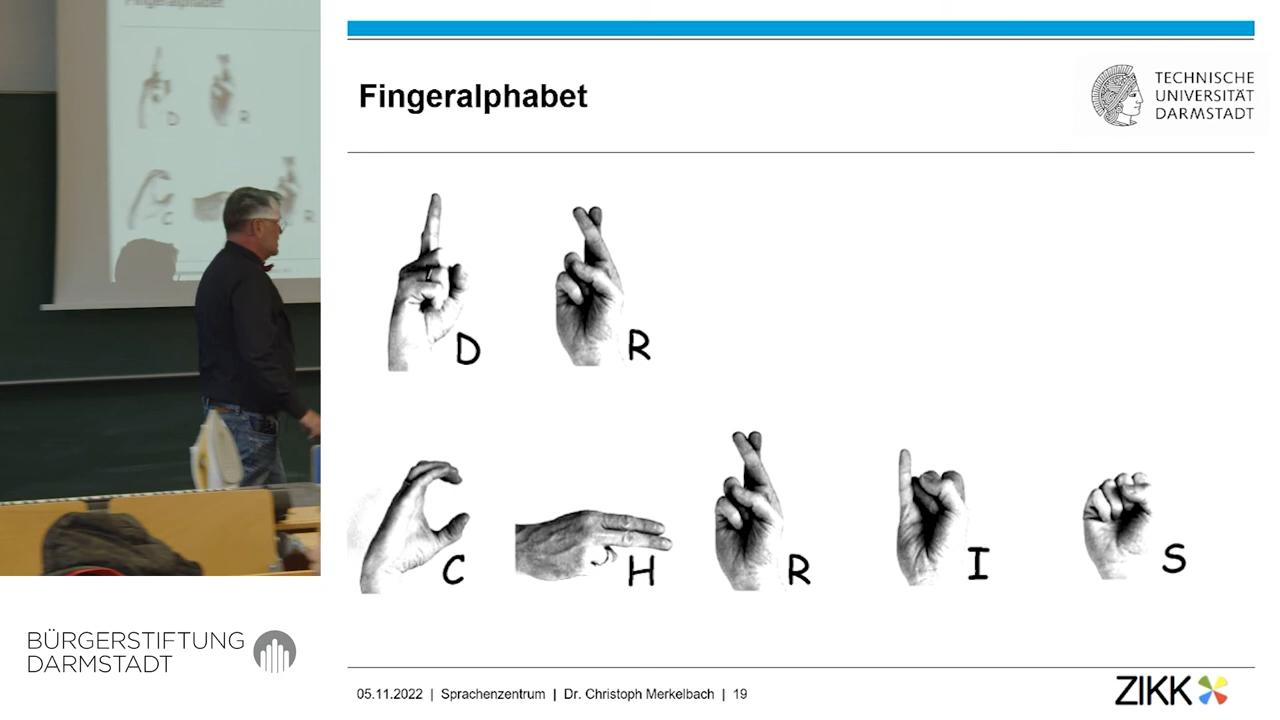 Fingeralphabet
TECHNISCHE
UNIVERSITÄT
DARMSTADT
D
R
D R
C
R
C H R I S
BÜRGERSTIFTUNG
DARMSTADT
05.11.2022 | Sprachenzentrum | Dr. Christoph Merkelbach | 19
ZIKK